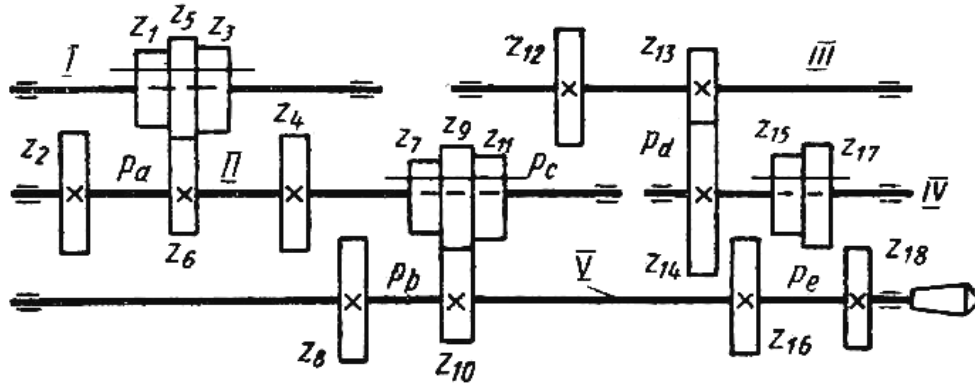 I z1 z5 z3 z12 z13 III
z2 pa II z4 z7 z9 z11 pc pd z15 z17 IV
z6 z14 z18
pb V pe
z8 z10 z16